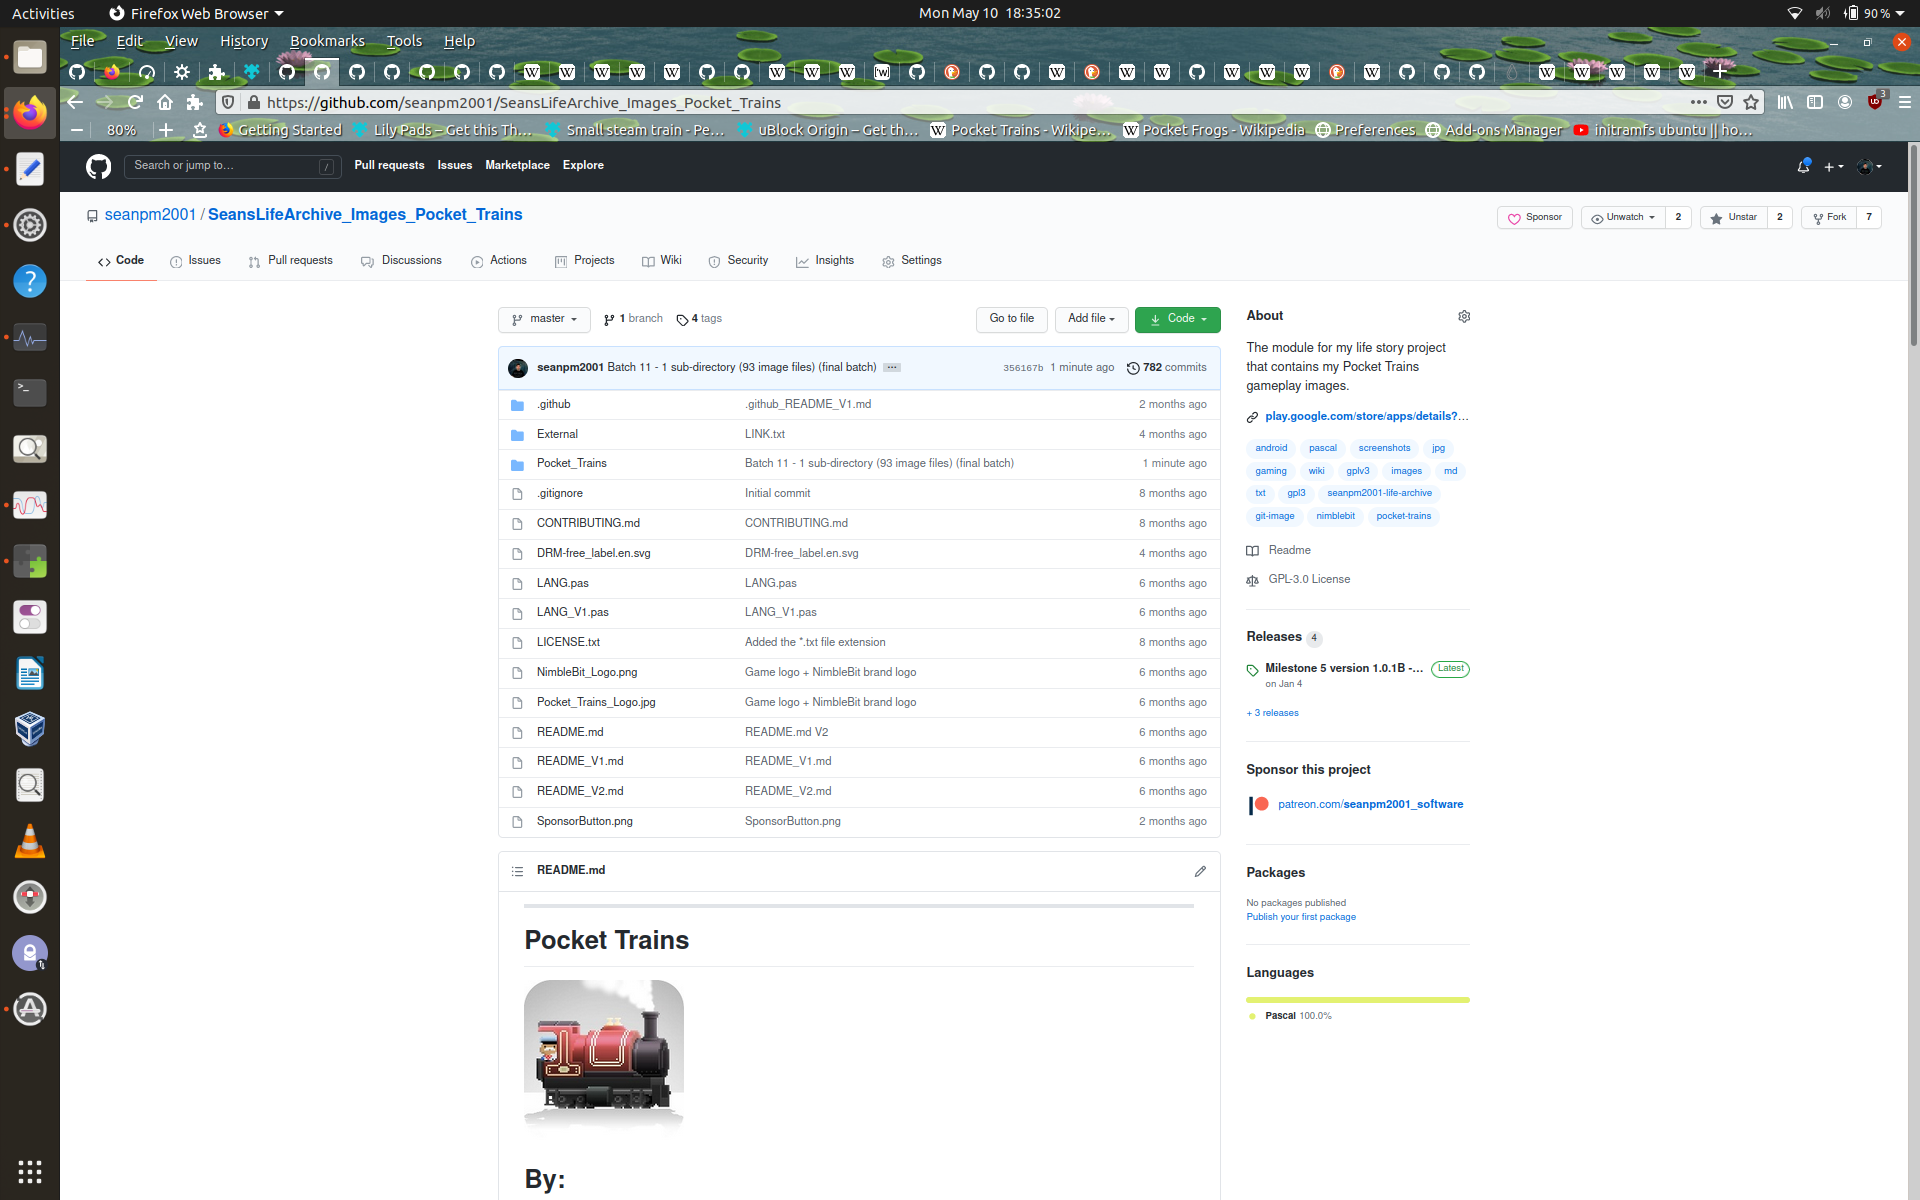 Activities Firefox Web Browser Mon May 10 18:35:02 90 %
File Edit View History Bookmarks Tools Help
https://github.com/seanpm2001/SeansLifeArchive_Images_Pocket_Trains 3
80% Getting Started Lily Pads – Get this Th… Small steam train - Pe… uBlock Origin – Get th… Pocket Trains - Wikipe… Pocket Frogs - Wikipedia Preferences Add-ons Manager initramfs ubuntu || ho…
Search or jump to… / Pull requests Issues Marketplace Explore
seanpm2001 / SeansLifeArchive_Images_Pocket_Trains Sponsor Unwatch 2 Unstar 2 Fork 7
Code Issues Pull requests Discussions Actions Projects Wiki Security Insights Settings
master 1 branch 4 tags Go to file Add file Code
seanpm2001 Batch 11 - 1 sub-directory (93 image files) (final batch) … 356167b 1 minute ago 782 commits
.github .github_README_V1.md 2 months ago
External LINK.txt 4 months ago
Pocket_Trains Batch 11 - 1 sub-directory (93 image files) (final batch) 1 minute ago
.gitignore Initial commit 8 months ago
CONTRIBUTING.md CONTRIBUTING.md 8 months ago
DRM-free_label.en.svg DRM-free_label.en.svg 4 months ago
LANG.pas LANG.pas 6 months ago
LANG_V1.pas LANG_V1.pas 6 months ago
LICENSE.txt Added the *.txt file extension 8 months ago
NimbleBit_Logo.png Game logo + NimbleBit brand logo 6 months ago
Pocket_Trains_Logo.jpg Game logo + NimbleBit brand logo 6 months ago
README.md README.md V2 6 months ago
README_V1.md README_V1.md 6 months ago
README_V2.md README_V2.md 6 months ago
SponsorButton.png SponsorButton.png 2 months ago
README.md
Pocket Trains
By:
About
The module for my life story project
that contains my Pocket Trains
gameplay images.
play.google.com/store/apps/details?…
android pascal screenshots jpg
gaming wiki gplv3 images md
txt gpl3 seanpm2001-life-archive
git-image nimblebit pocket-trains
Readme
GPL-3.0 License
Releases 4
Milestone 5 version 1.0.1B -… Latest
on Jan 4
+ 3 releases
Sponsor this project
patreon.com/seanpm2001_software
Packages
No packages published
Publish your first package
Languages
Pascal 100.0%